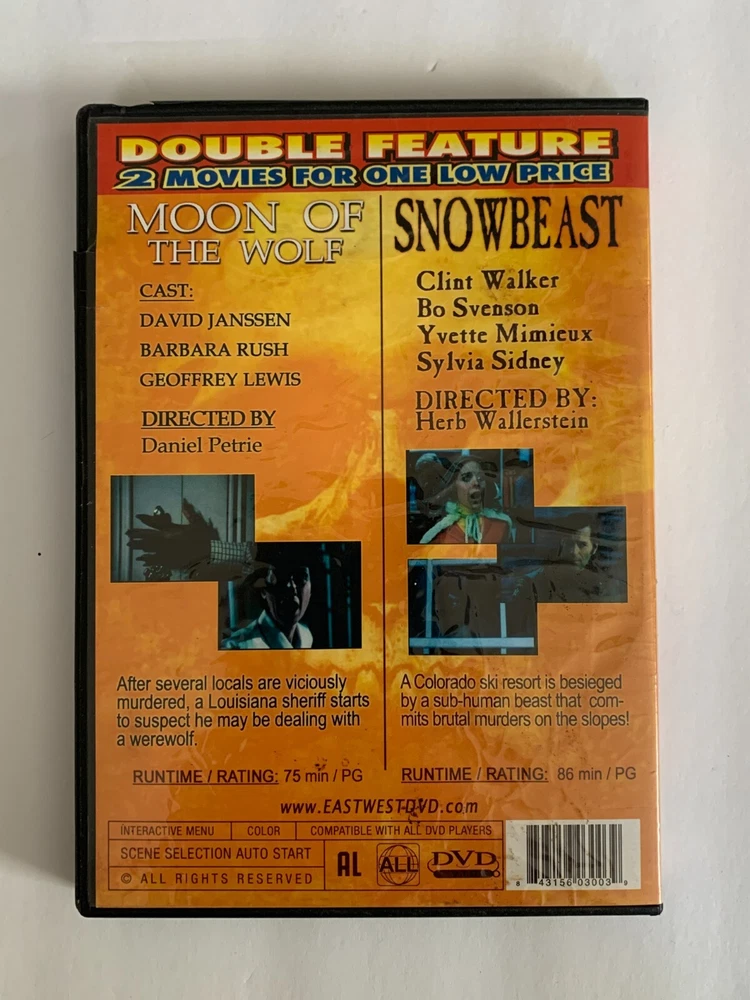 DOUBLE FEATURE
2 MOVIES FOR ONE LOW PRICE
MOON OF
THE WOLF
CAST:
DAVID JANSSEN
BARBARA RUSH
GEOFFREY LEWIS
DIRECTED BY
Daniel Petrie
After several locals are viciously
murdered, a Louisiana sheriff starts
to suspect he may be dealing with
a werewolf.
RUNTIME / RATING: 75 min / PG
SNOWBEAST
Clint Walker
Bo Svenson
Yvette Mimieux
Sylvia Sidney
DIRECTED BY:
Herb Wallerstein
A Colorado ski resort is besieged
by a sub-human beast that com-
mits brutal murders on the slopes!
RUNTIME / RATING: 86 min / PG
www.EASTWESTDVD.com
INTERACTIVE MENU COLOR COMPATIBLE WITH ALL DVD PLAYERS
SCENE SELECTION AUTO START
© ALL RIGHTS RESERVED
AL ALL DVD
8 43156 03003 9